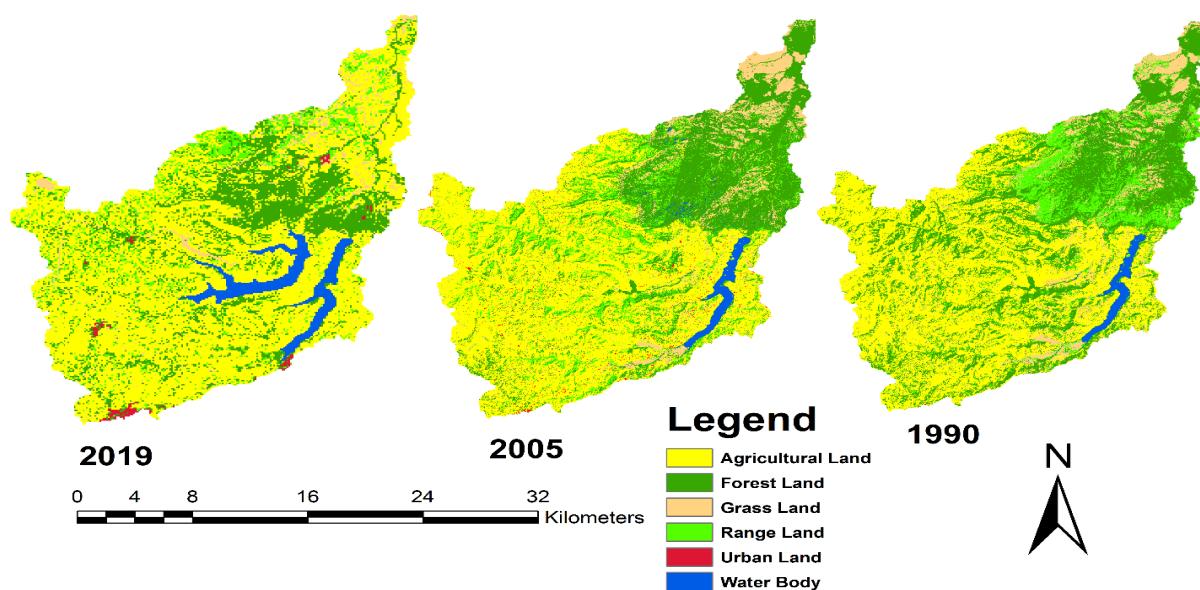 2019
2005
1990
N
0 4 8 16 24 32
Kilometers
Legend
Agricultural Land
Forest Land
Grass Land
Range Land
Urban Land
Water Body